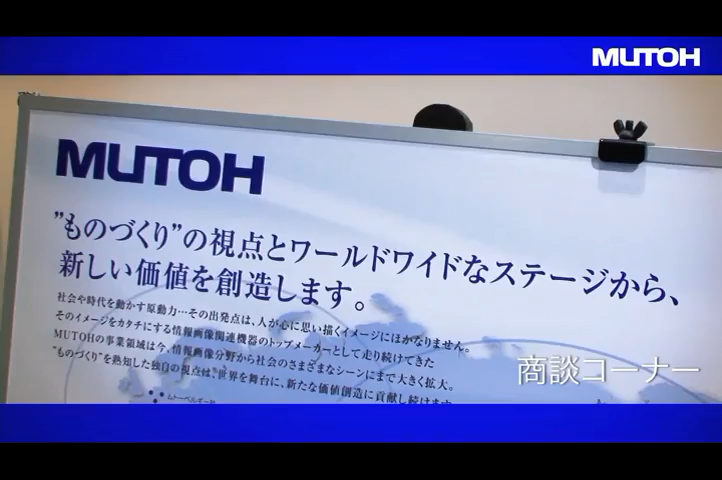 MUTOH
MUTOH
"ものづくり"の視点とワールドワイドなステージから、
新しい価値を創造します。
社会や時代を動かす原動力…その出発点は、人が心に思い描くイメージにほかなりません。
そのイメージをカタチにする情報画像関連機器のトップメーカーとして走り続けてきた
MUTOHの事業領域は今、情報画像分野から社会のさまざまなシーンにまで大きく拡大。
"ものづくり"を熟知した独自の視点は、世界を舞台に、新たな価値創造に貢献し続けます
商談コーナー